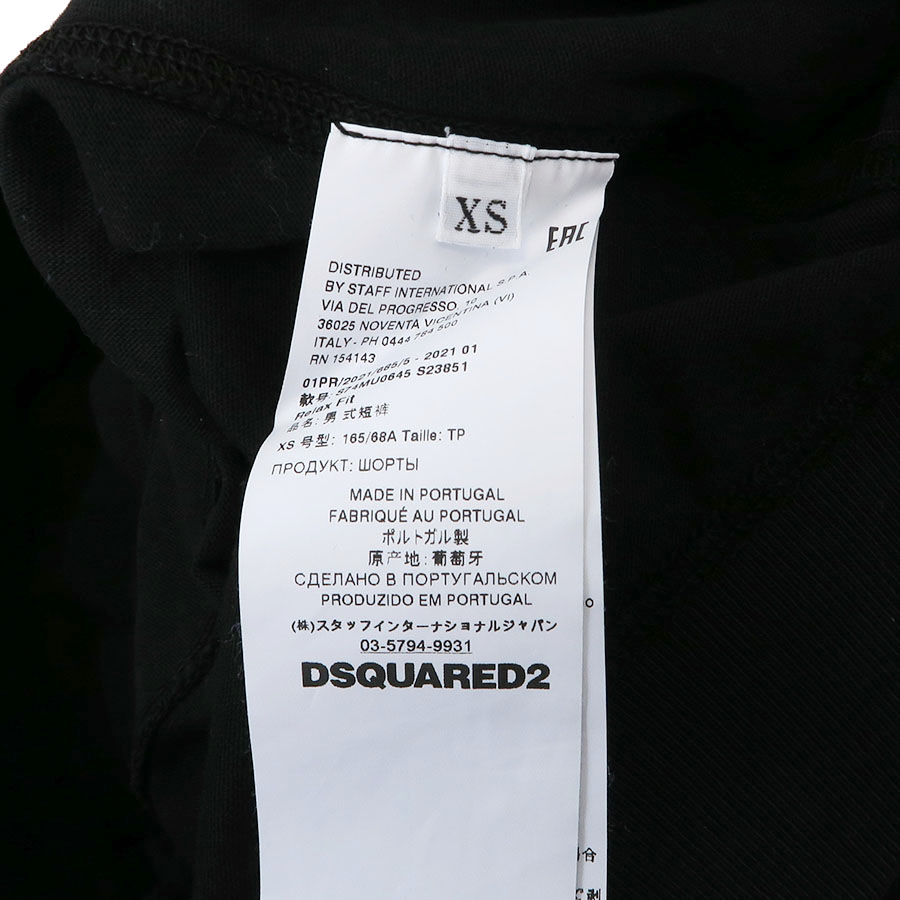 XS
EAC
DISTRIBUTED
BY STAFF INTERNATIONAL S.P.A.
VIA DEL PROGRESSO, 10
36025 NOVENTA VICENTINA (VI)
ITALY- PH 0444 784 500
RN 154143
01PR/2021/685/5 - 2021 01
款号: S74MU0645 S23851
Relax Fit
品名: 男式短裤
XS 号型: 165/68A Taille: TP
ПРОДУКТ: ШОРТЫ
MADE IN PORTUGAL
FABRIQUÉ AU PORTUGAL
ポルトガル製
原产地: 葡萄牙
СДЕЛАНО В ПОРТУГАЛЬСКОМ
PRODUZIDO EM PORTUGAL
(株)スタッフインターナショナルジャパン
03-5794-9931
DSQUARED2